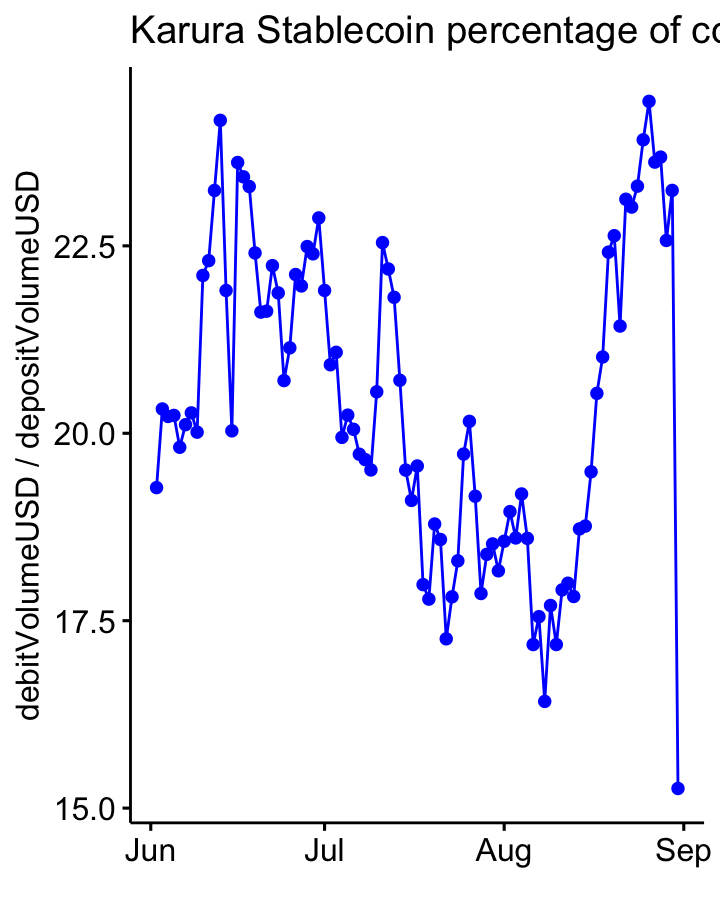 Karura Stablecoin percentage of co
debitVolumeUSD / depositVolumeUSD
22.5
20.0
17.5
15.0
Jun Jul Aug Sep